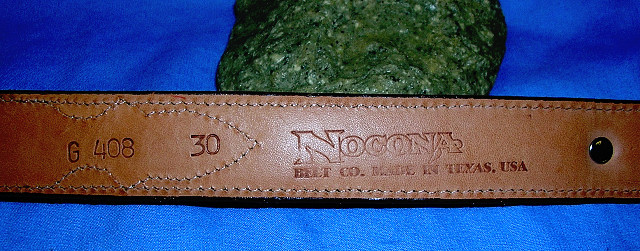 G 408 30
NOCONA
BELT CO. MADE IN TEXAS, USA